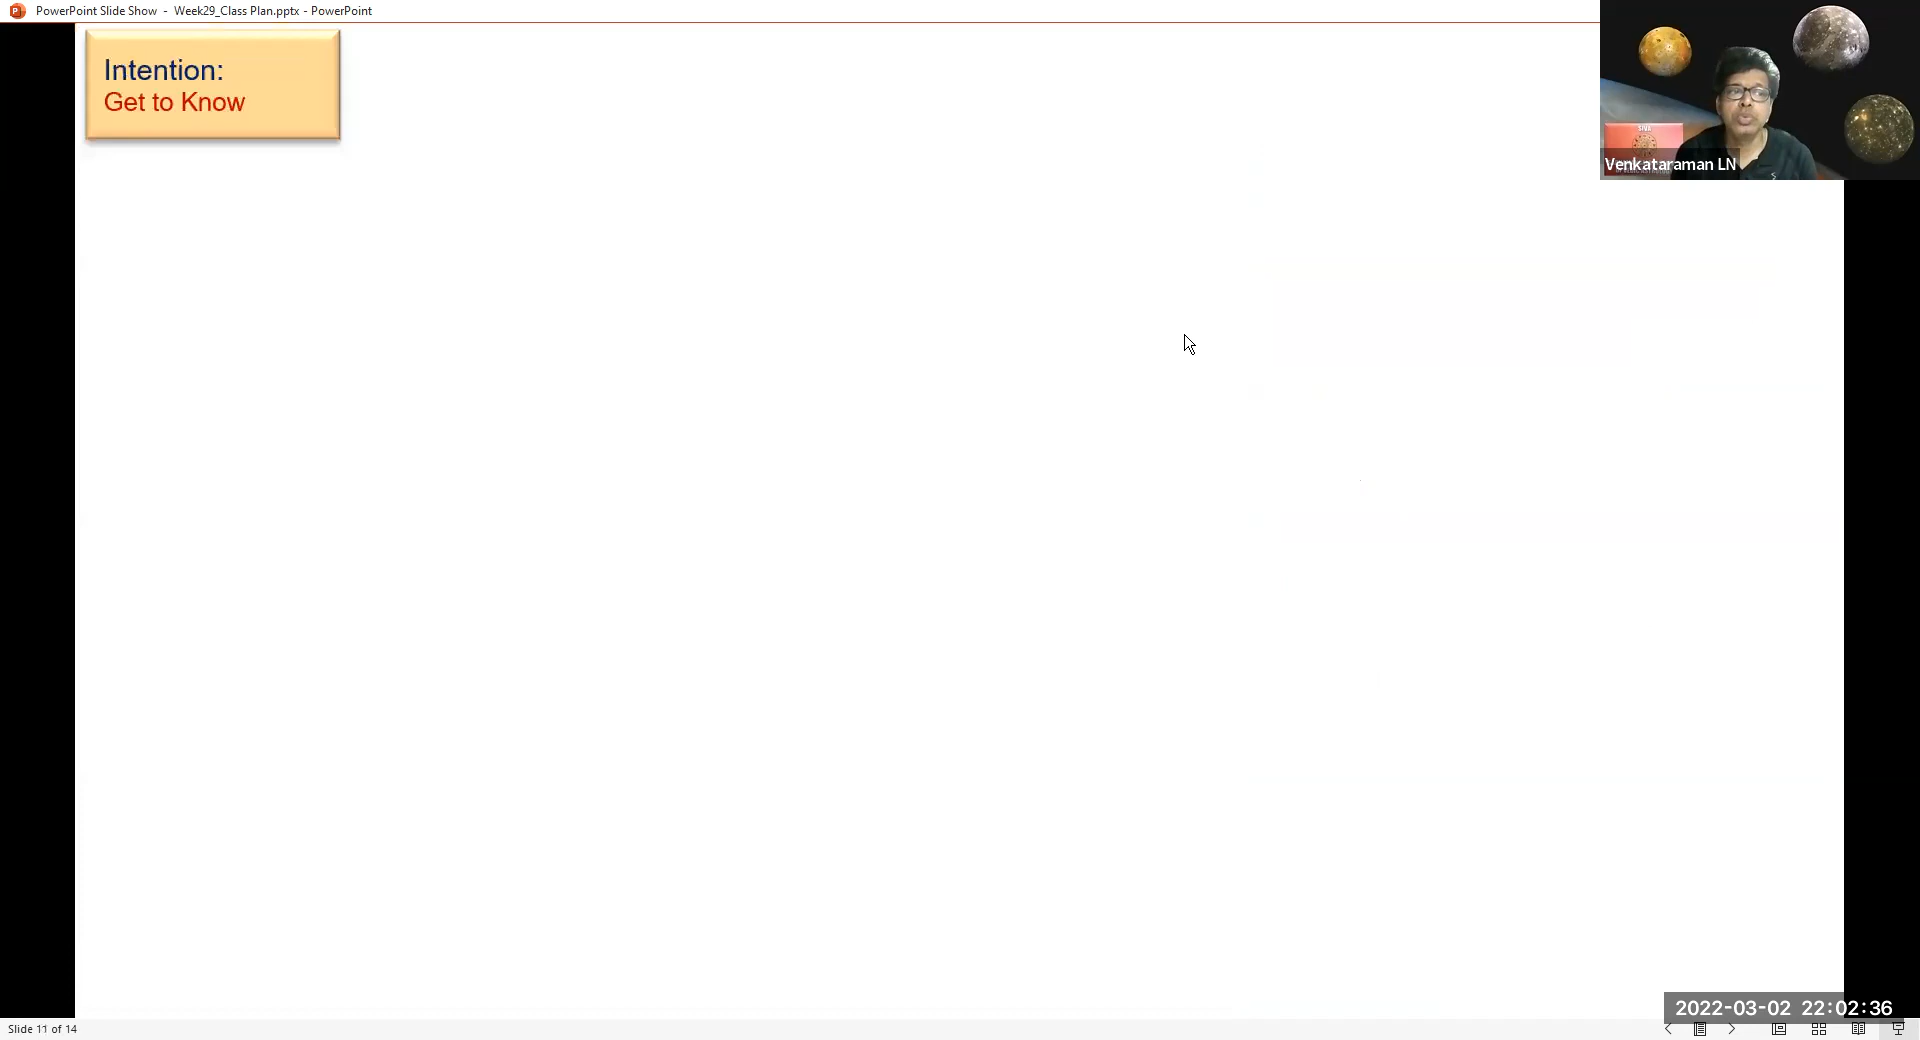 PowerPoint Slide Show - Week29_Class Plan.pptx - PowerPoint
Intention:
Get to Know
SIVA
Venkataraman LN
2022-03-02 22:02:36
Slide 11 of 14